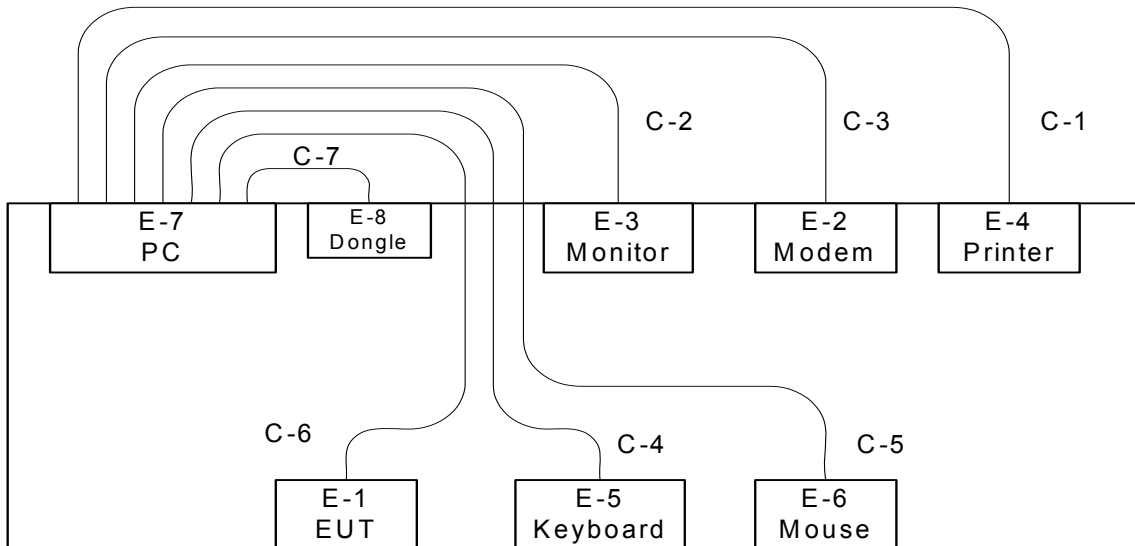 C-2
C-3
C-1
C-7
E-7
PC
E-8
Dongle
E-3
Monitor
E-2
Modem
E-4
Printer
C-6
C-4
C-5
E-1
EUT
E-5
Keyboard
E-6
Mouse